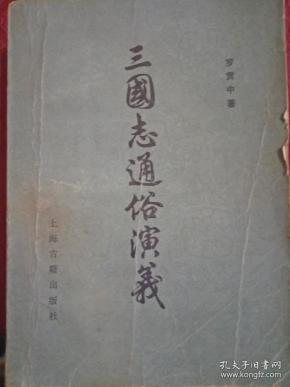 罗贯中著
三國志通俗演義
上海古籍出版社
孔夫子旧书网